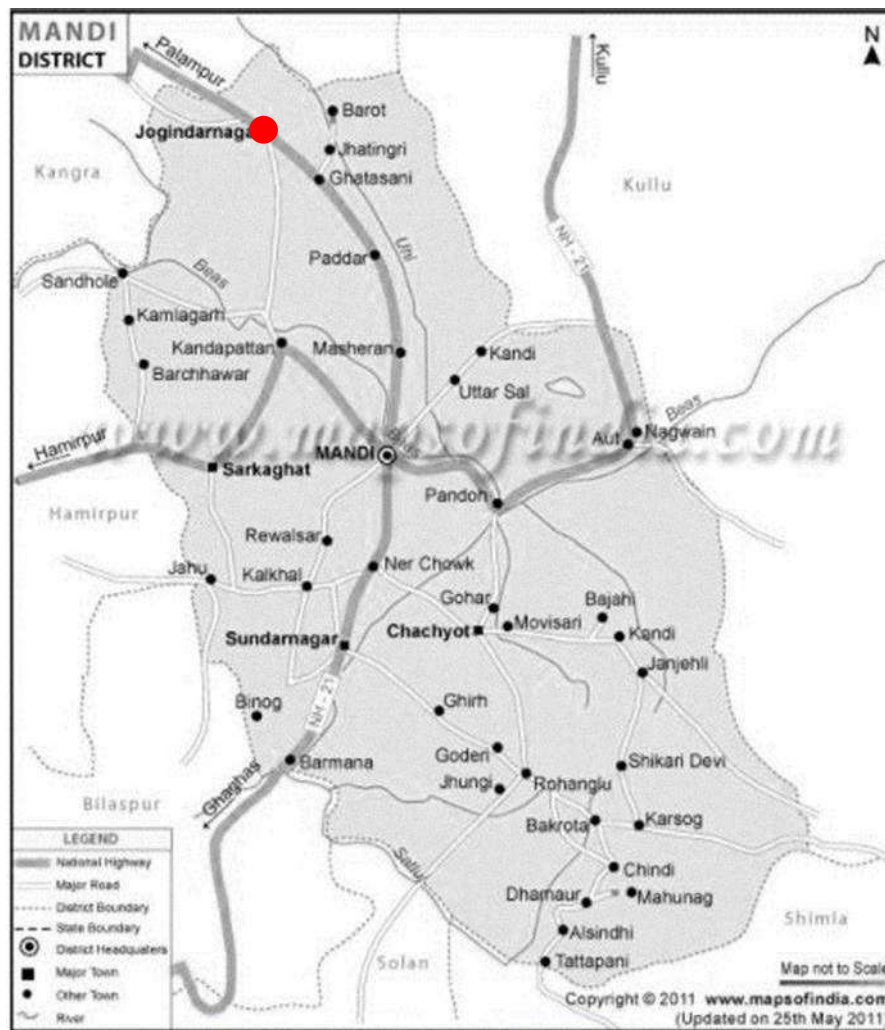 MANDI
DISTRICT
N
Palampur
Kullu
Barot
Jogindarnaga
Jhatingri
Kangra
Ghatasani
Kullu
NH - 21
Uhl
Paddar
Beas
Sandhole
Kamlagarh
Kandapattan
Masheran
Kandi
Barchhawar
Uttar Sal
Beas
www.mapsofindia.com
Hamirpur
Nagwain
Aut
MANDI
Beas
Sarkaghat
Pandoh
Hamirpur
Rewalsar
Jahu
Kalkhal
Ner Chowk
Gohar
Bajahi
Movisari
Sundarnagar
Chachyot
Kandi
Janjehli
Binog
NH - 21
Ghirh
Goderi
Barmana
Shikari Devi
Jhungi
Rohanglu
Ghaghas
Bilaspur
Bakrota
Karsog
Chindi
Satluj
Dhamaur
Mahunag
Shimla
Alsindhi
Solan
Tattapani
LEGEND
National Highway
Major Road
District Boundary
State Boundary
District Headquaters
Major Town
Other Town
River
Map not to Scale
Copyright © 2011 www.mapsofindia.com
(Updated on 25th May 2011